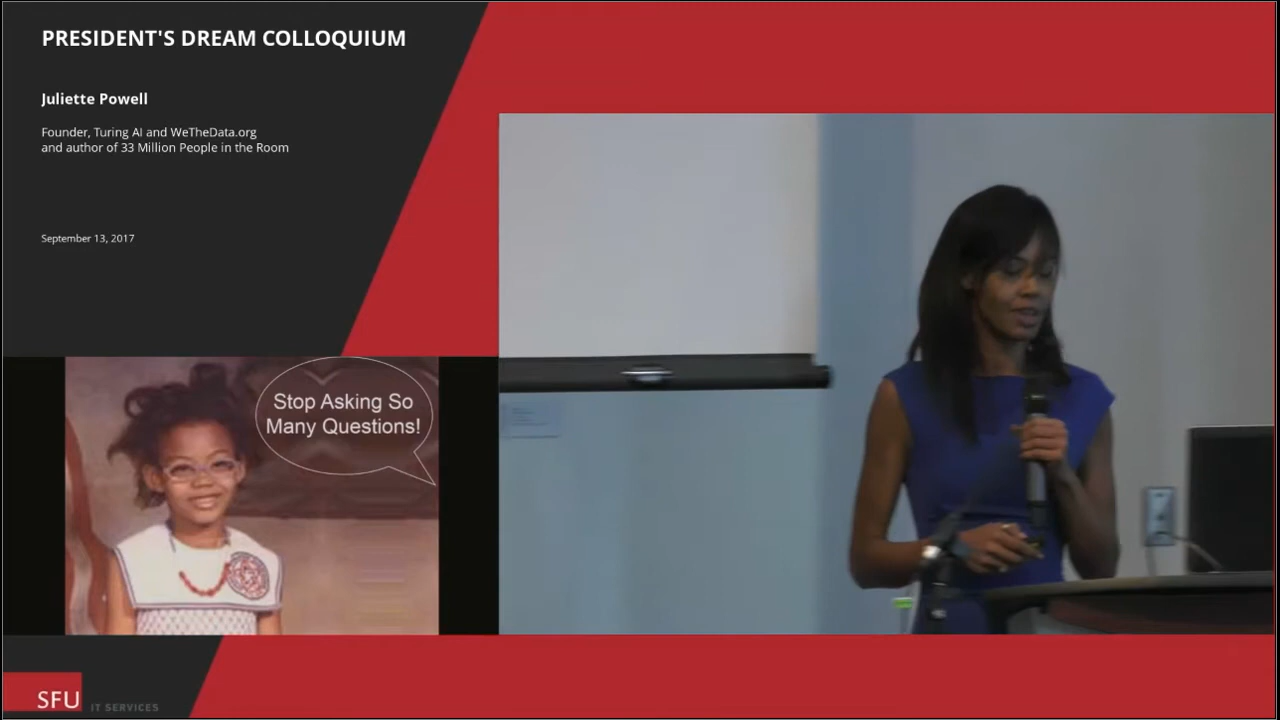 PRESIDENT'S DREAM COLLOQUIUM
Juliette Powell
Founder, Turing AI and WeTheData.org
and author of 33 Million People in the Room
September 13, 2017
Stop Asking So
Many Questions!
SFU
IT SERVICES